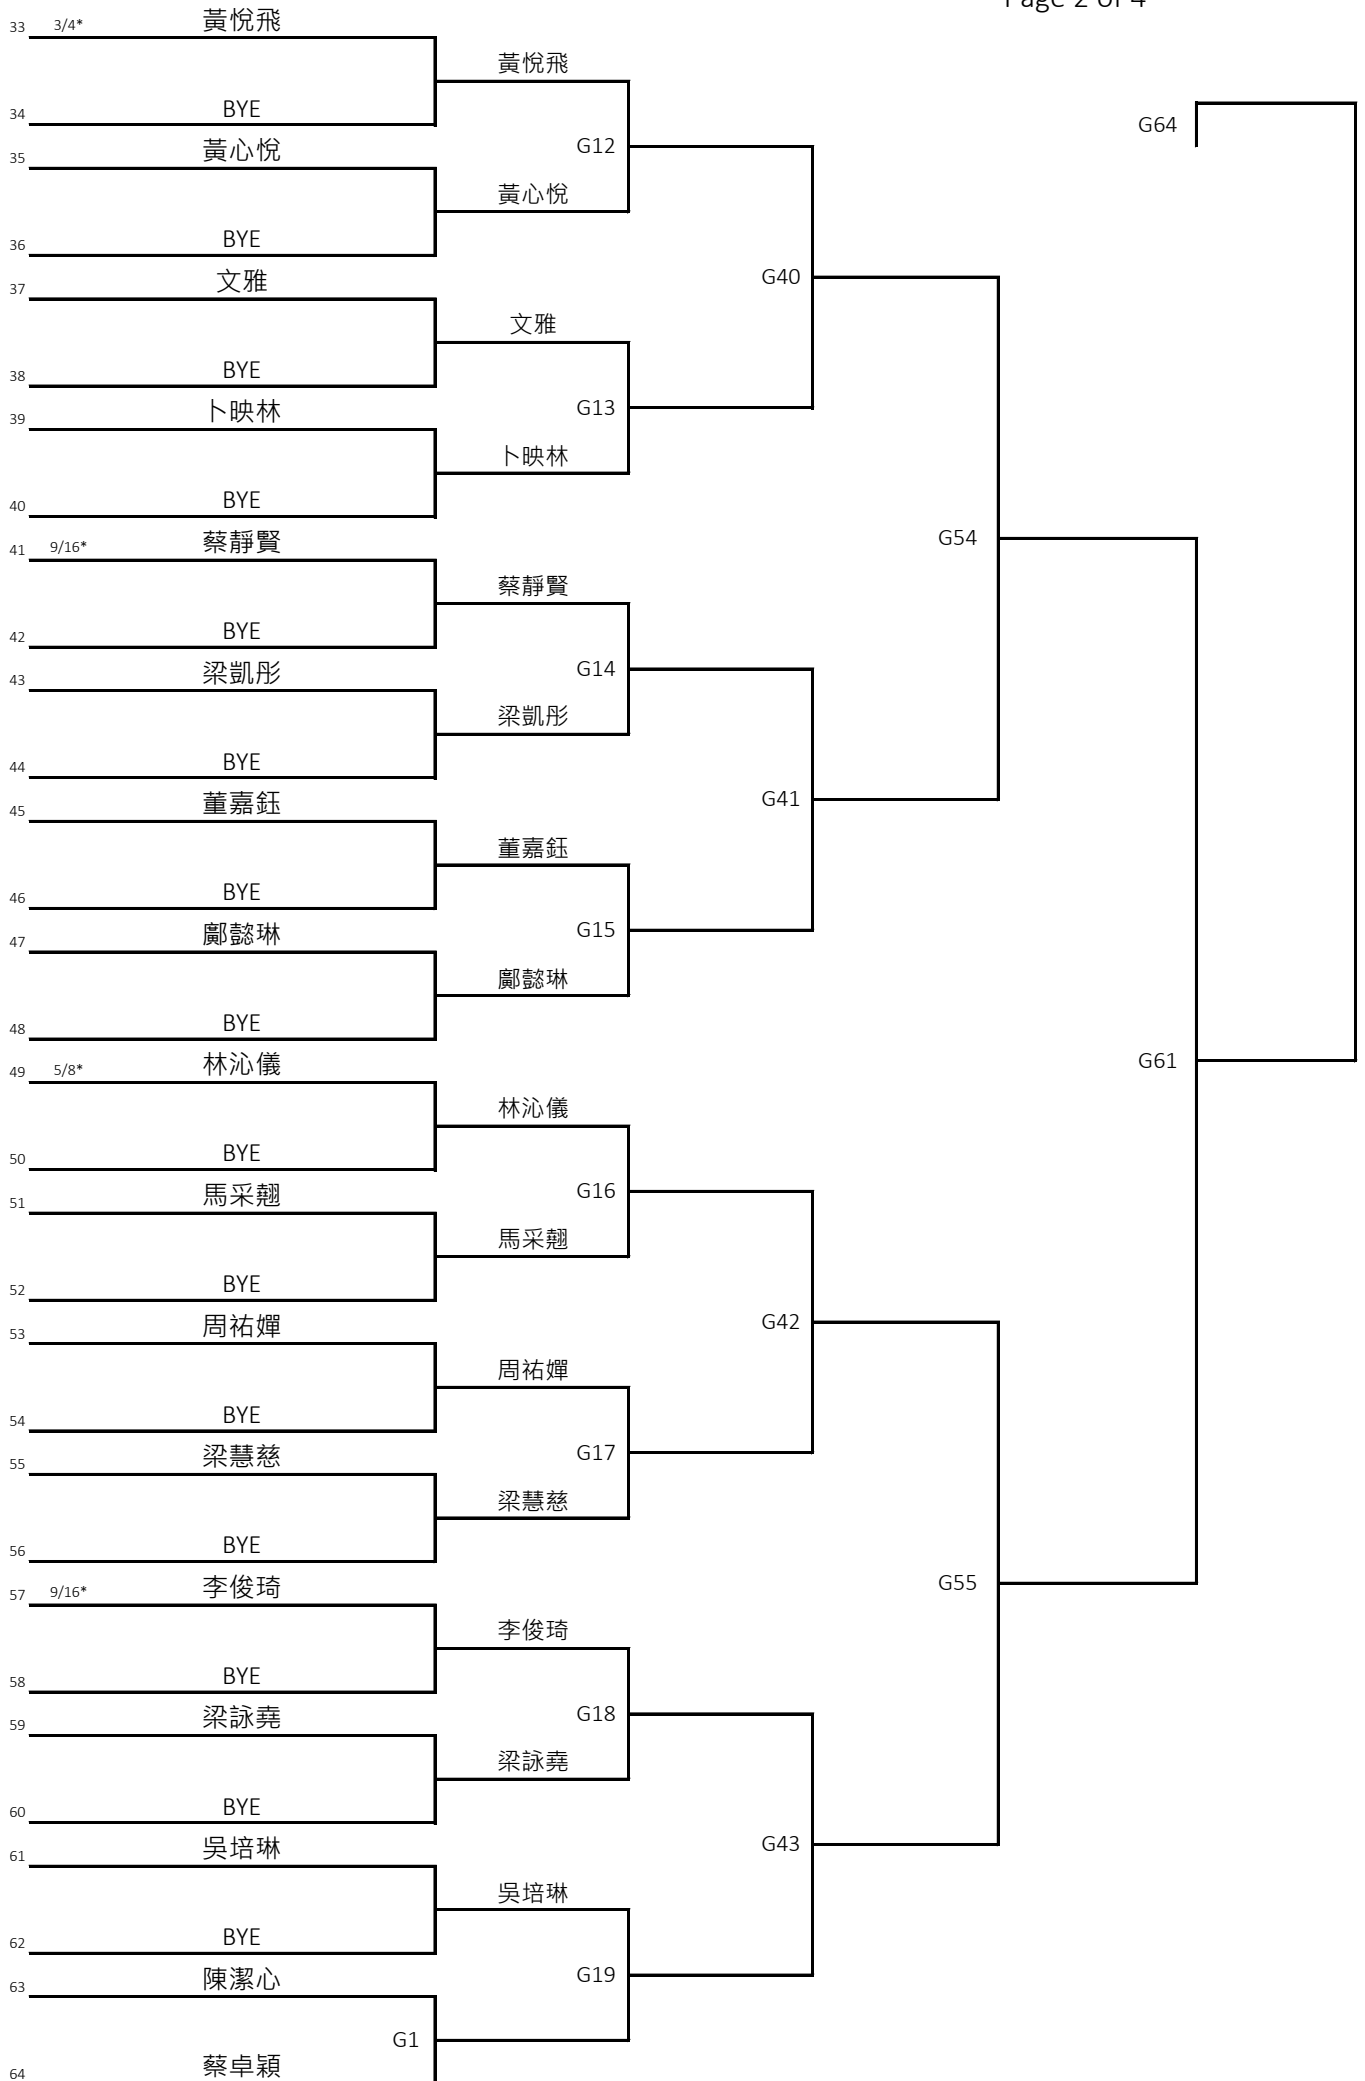 Page 2 of 4
33 3/4* 黃悅飛
黃悅飛
34 BYE
G64
35 黃心悅
G12
黃心悅
36 BYE
37 文雅
G40
文雅
38 BYE
39 卜映林
G13
卜映林
40 BYE
41 9/16* 蔡靜賢
G54
蔡靜賢
42 BYE
43 梁凱彤
G14
梁凱彤
44 BYE
45 董嘉鈺
G41
董嘉鈺
46 BYE
47 鄺懿琳
G15
鄺懿琳
48 BYE
49 5/8* 林沁儀
G61
林沁儀
50 BYE
51 馬采翹
G16
馬采翹
52 BYE
53 周祐嬋
G42
周祐嬋
54 BYE
55 梁慧慈
G17
梁慧慈
56 BYE
57 9/16* 李俊琦
G55
李俊琦
58 BYE
59 梁詠堯
G18
梁詠堯
60 BYE
61 吳培琳
G43
吳培琳
62 BYE
63 陳潔心
G19
G1
64 蔡卓穎